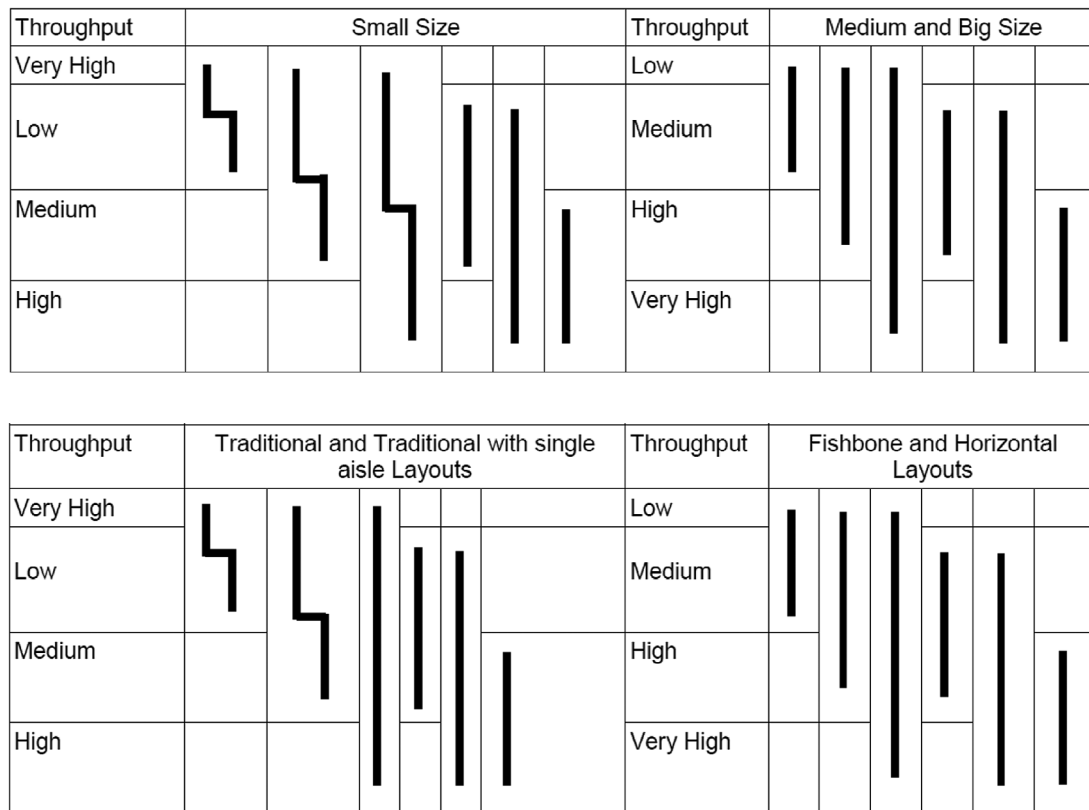 Throughput Small Size Throughput Medium and Big Size
Very High Low
Low Medium
Medium High
High Very High
Throughput Traditional and Traditional with single aisle Layouts Throughput Fishbone and Horizontal Layouts
Very High Low
Low Medium
Medium High
High Very High